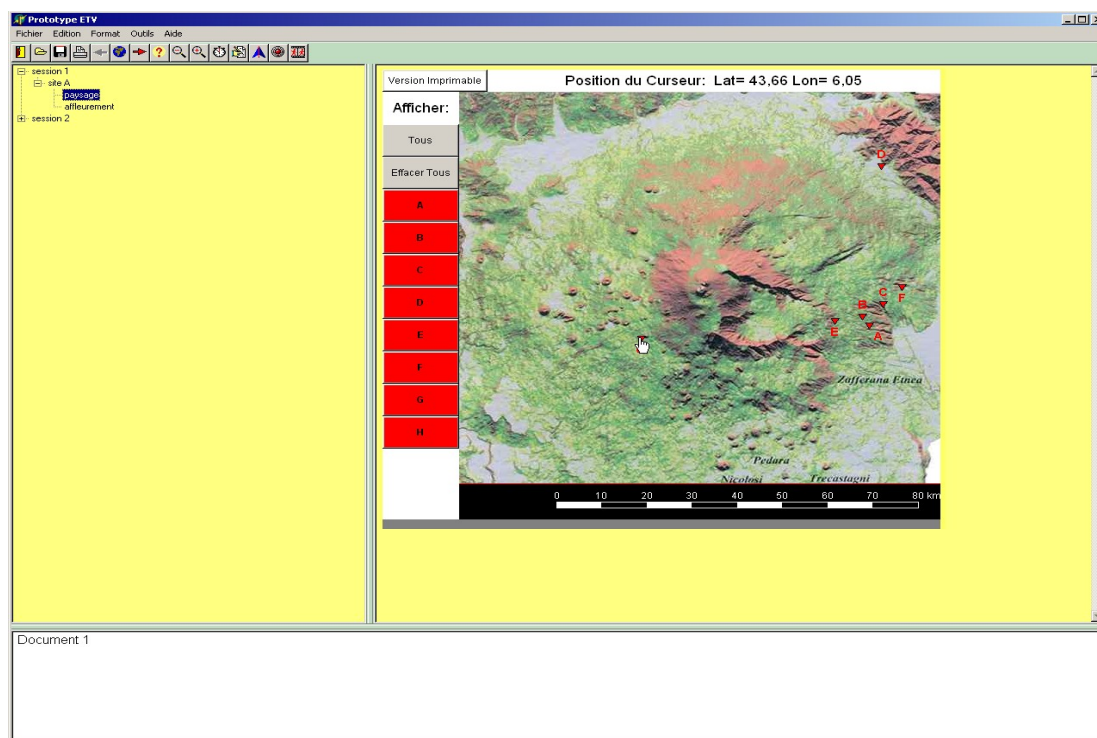 Prototype ETV
Fichier Edition Format Outils Aide
session 1
site A
paysage
affleurement
session 2
Version Imprimable
Position du Curseur: Lat= 43,66 Lon= 6,05
Afficher:
Tous
Effacer Tous
A
B
C
D
E
F
G
H
D
C
F
B
E
A
Zafferana Etnea
Pedara
Nicolosi
Trecastagni
0 10 20 30 40 50 60 70 80 km
Document 1